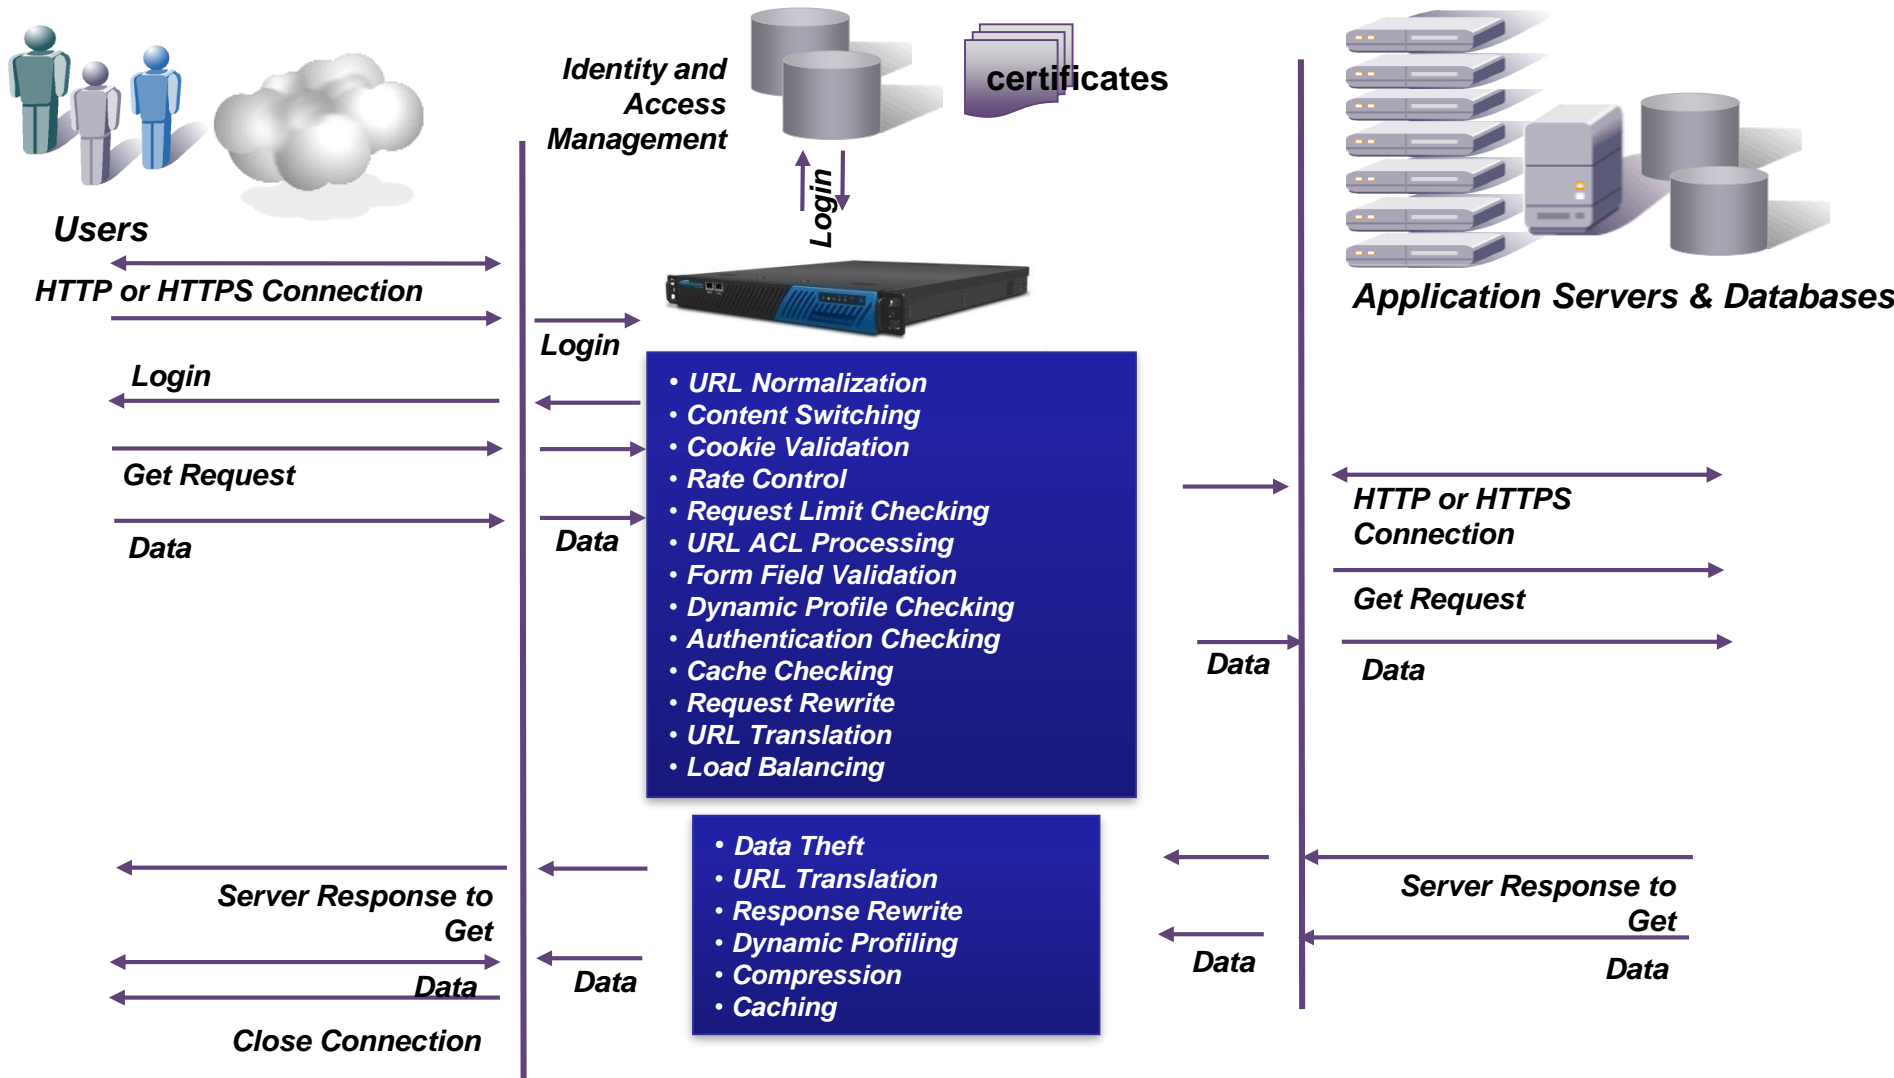 Identity and
Access
Management
certificates
Login
Users
HTTP or HTTPS Connection
Application Servers & Databases
Login
Login
• URL Normalization
• Content Switching
• Cookie Validation
• Rate Control
• Request Limit Checking
• URL ACL Processing
• Form Field Validation
• Dynamic Profile Checking
• Authentication Checking
• Cache Checking
• Request Rewrite
• URL Translation
• Load Balancing
Get Request
Data
Data
HTTP or HTTPS
Connection
Get Request
Data
Data
• Data Theft
• URL Translation
• Response Rewrite
• Dynamic Profiling
• Compression
• Caching
Server Response to
Get
Data
Data
Close Connection
Server Response to
Get
Data
Data